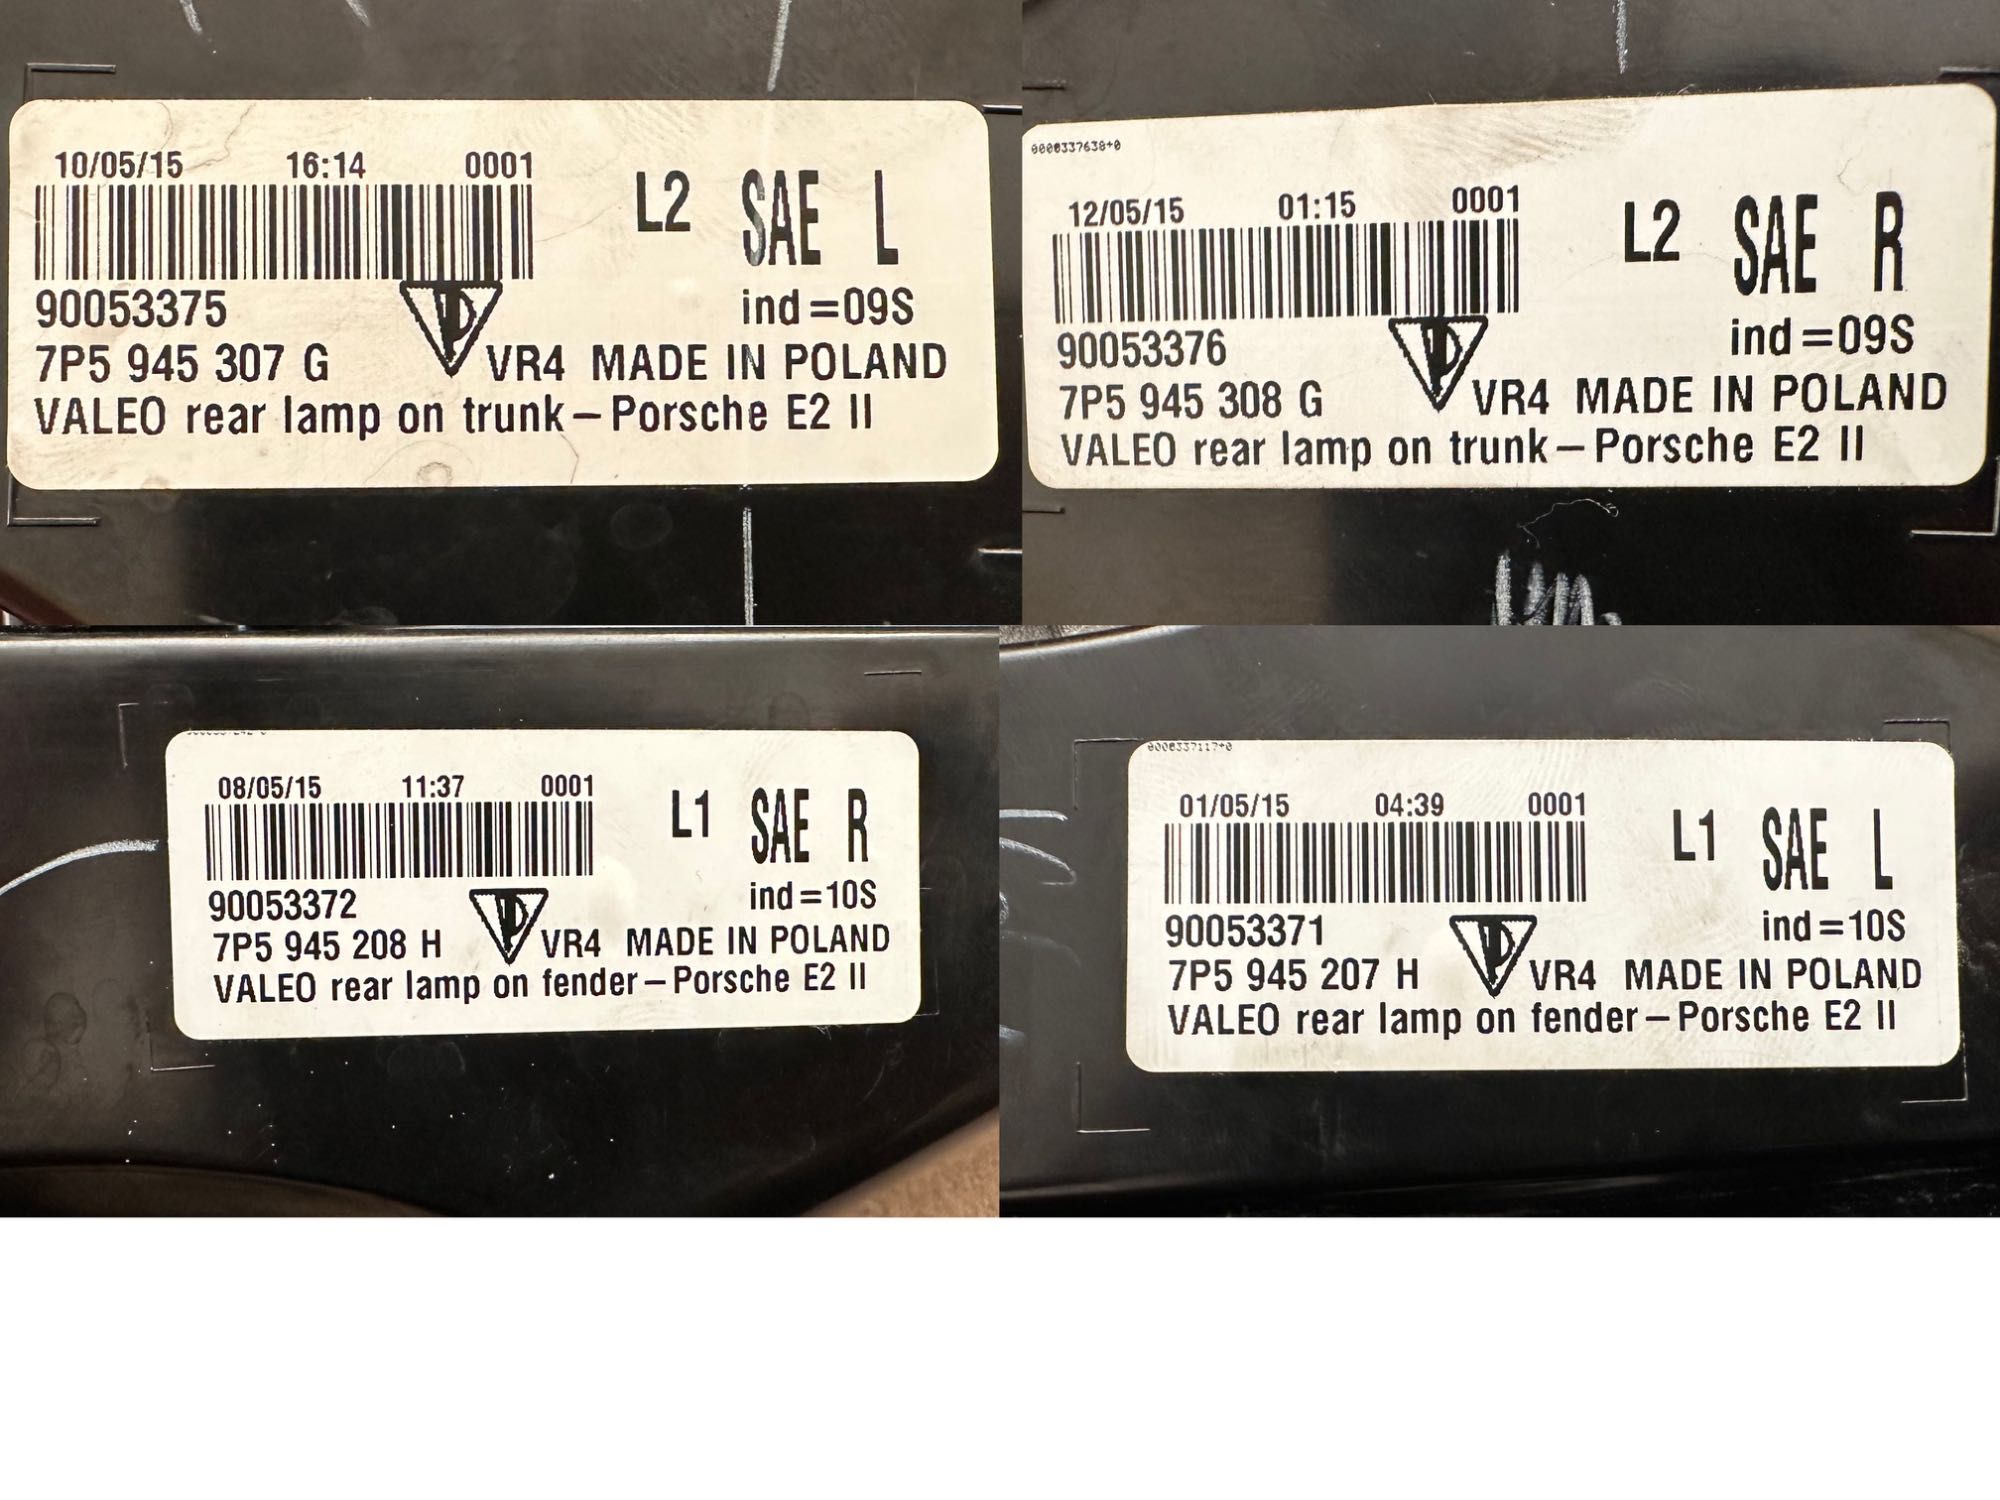 10/05/15 16:14 0001
L2 SAE L
90053375
ind=09S
7P5 945 307 G VR4 MADE IN POLAND
VALEO rear lamp on trunk–Porsche E2 II
0000337638+0
12/05/15 01:15 0001
L2 SAE R
90053376
ind=09S
7P5 945 308 G VR4 MADE IN POLAND
VALEO rear lamp on trunk–Porsche E2 II
08/05/15 11:37 0001
L1 SAE R
90053372
ind=10S
7P5 945 208 H VR4 MADE IN POLAND
VALEO rear lamp on fender–Porsche E2 II
0000337117+0
01/05/15 04:39 0001
L1 SAE L
90053371
ind=10S
7P5 945 207 H VR4 MADE IN POLAND
VALEO rear lamp on fender–Porsche E2 II